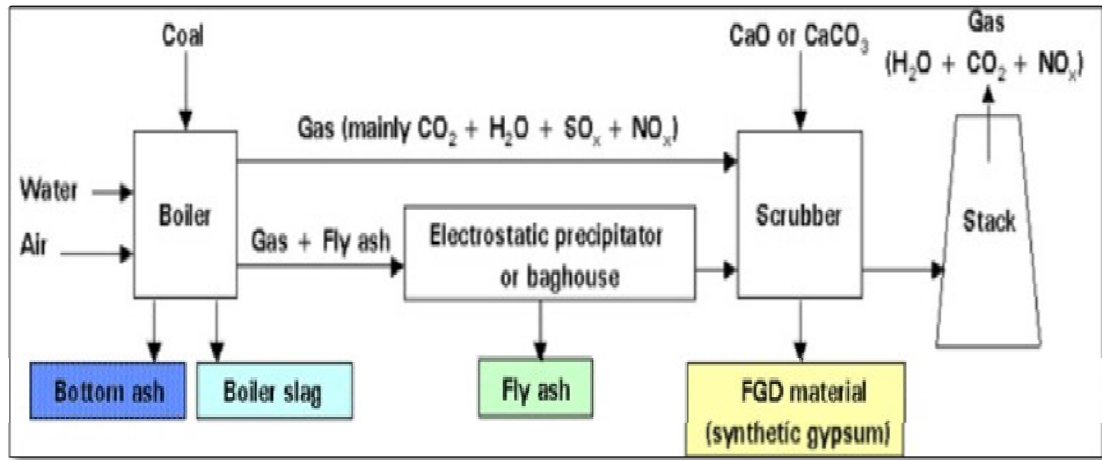 Coal
CaO or CaCO₃
Gas
(H₂O + CO₂ + NOₓ)
Gas (mainly CO₂ + H₂O + SOₓ + NOₓ)
Water
Air
Boiler
Gas + Fly ash
Electrostatic precipitator
or baghouse
Scrubber
Stack
Bottom ash
Boiler slag
Fly ash
FGD material
(synthetic gypsum)